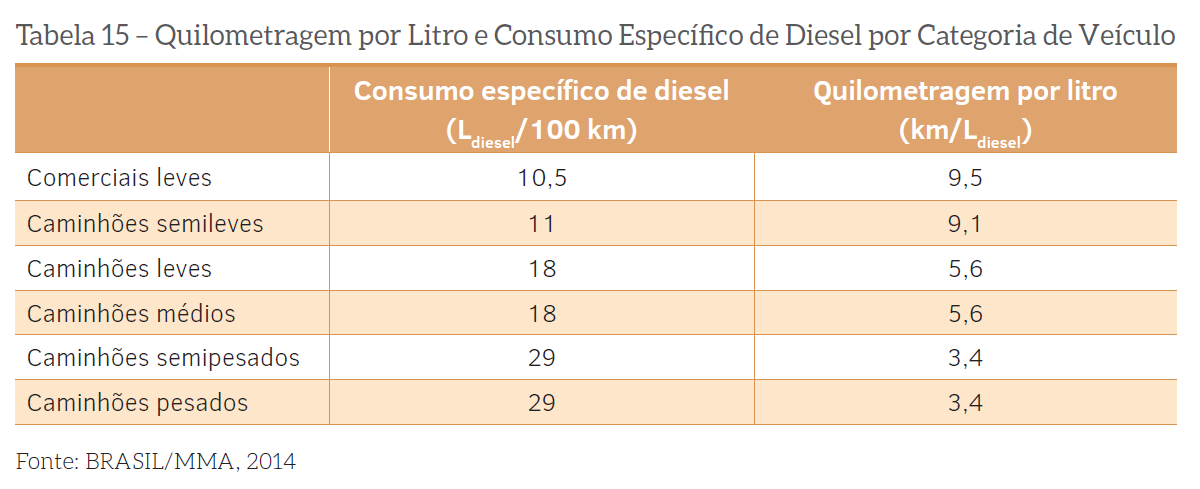 Tabela 15 – Quilometragem por Litro e Consumo Específico de Diesel por Categoria de Veículo
Consumo específico de diesel Quilometragem por litro
(Ldiesel/100 km) (km/Ldiesel)
Comerciais leves 10,5 9,5
Caminhões semileves 11 9,1
Caminhões leves 18 5,6
Caminhões médios 18 5,6
Caminhões semipesados 29 3,4
Caminhões pesados 29 3,4
Fonte: BRASIL/MMA, 2014